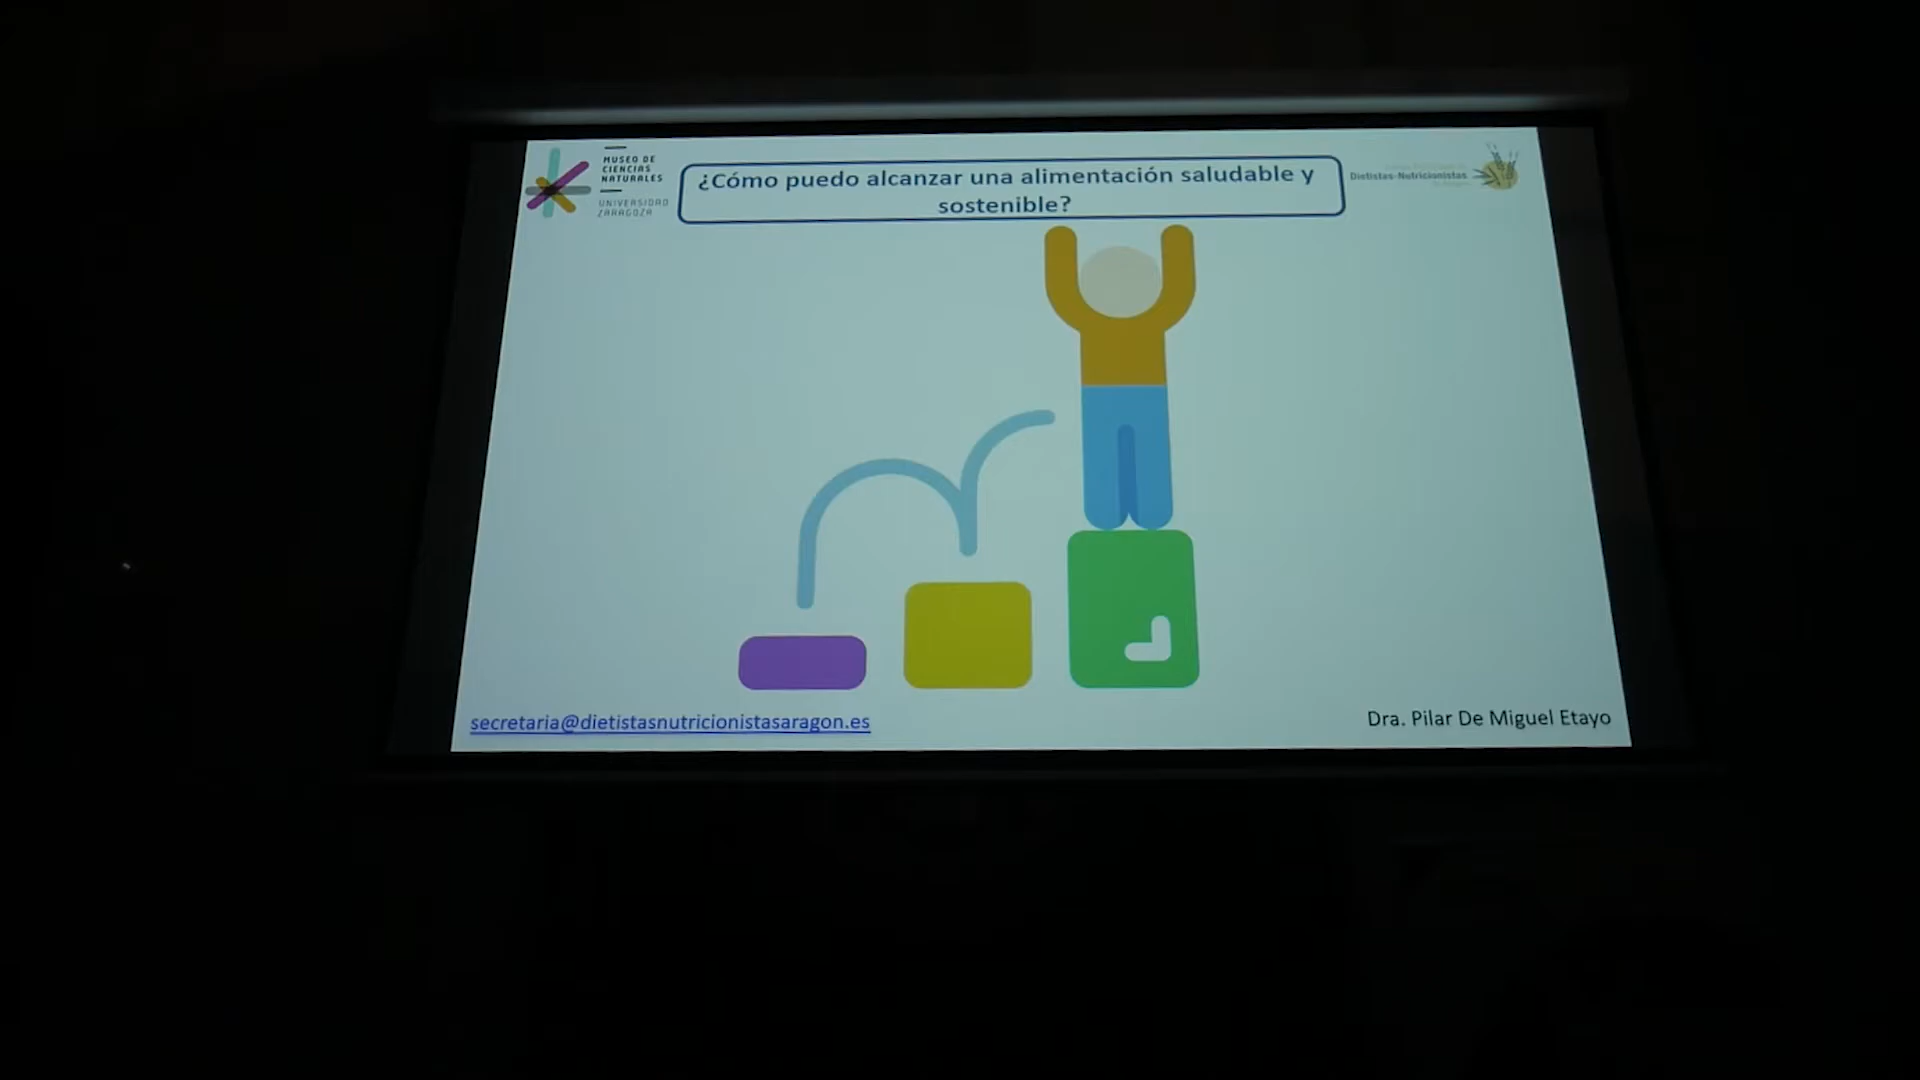 MUSEO DE
CIENCIAS
NATURALES
UNIVERSIDAD
ZARAGOZA
¿Cómo puedo alcanzar una alimentación saludable y
sostenible?
Dietistas-Nutricionistas
secretaria@dietistasnutricionistasaragon.es
Dra. Pilar De Miguel Etayo